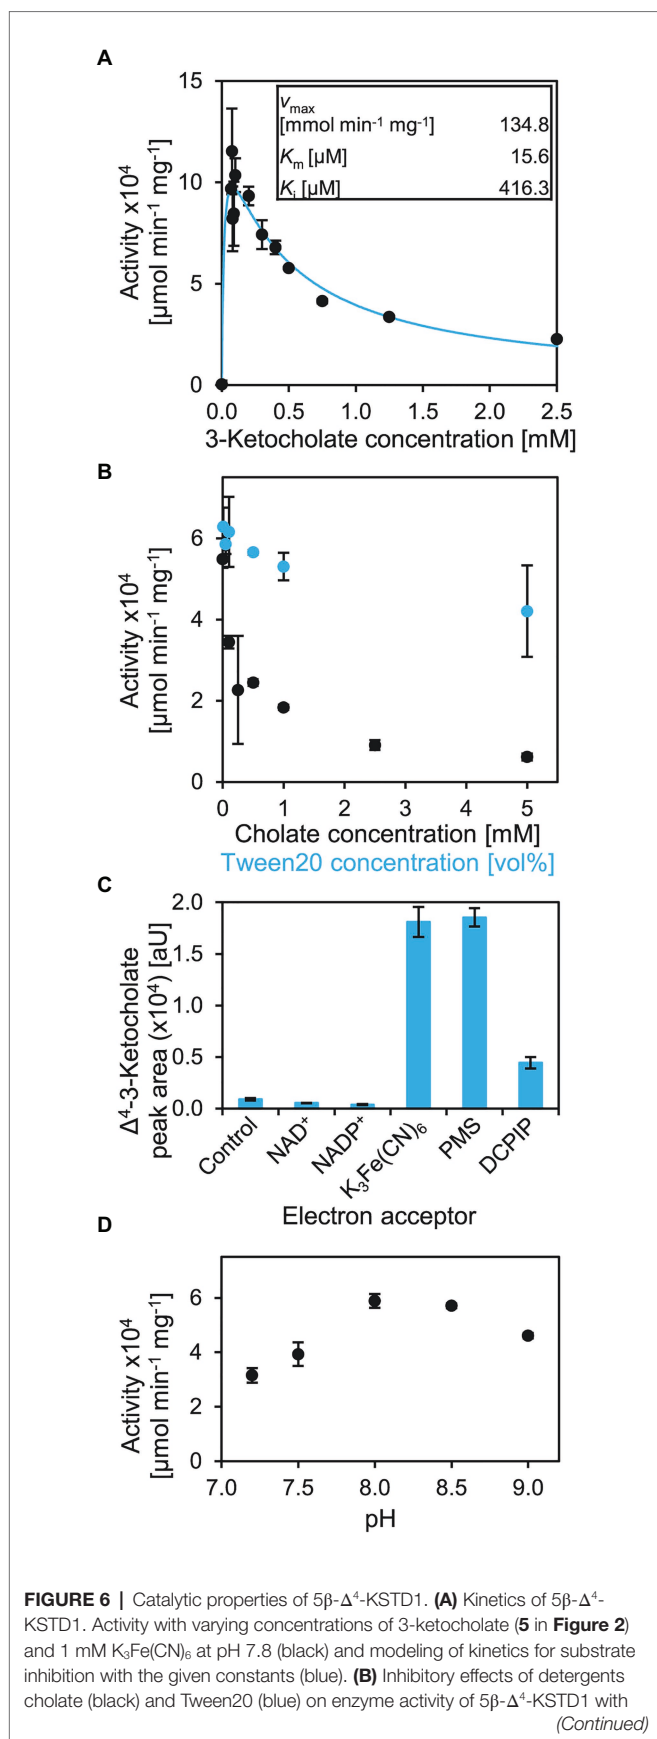 A
15
10
5
0
Activity x10⁴
[µmol min⁻¹ mg⁻¹]
vmax
[mmol min⁻¹ mg⁻¹] 134.8
Kₘ [µM] 15.6
Kᵢ [µM] 416.3
0.0 0.5 1.0 1.5 2.0 2.5
3-Ketocholate concentration [mM]
B
6
4
2
0
Activity x10⁴
[µmol min⁻¹ mg⁻¹]
0 1 2 3 4 5
Cholate concentration [mM]
Tween20 concentration [vol%]
C
2.0
1.5
1.0
0.5
0.0
Δ⁴-3-Ketocholate
peak area (x10⁴) [aU]
Control
NAD⁺
NADP⁺
K₃Fe(CN)₆
PMS
DCPIP
Electron acceptor
D
6
4
2
0
Activity x10⁴
[µmol min⁻¹ mg⁻¹]
7.0 7.5 8.0 8.5 9.0
pH
FIGURE 6 | Catalytic properties of 5β-Δ⁴-KSTD1. (A) Kinetics of 5β-Δ⁴-
KSTD1. Activity with varying concentrations of 3-ketocholate (5 in Figure 2)
and 1 mM K₃Fe(CN)₆ at pH 7.8 (black) and modeling of kinetics for substrate
inhibition with the given constants (blue). (B) Inhibitory effects of detergents
cholate (black) and Tween20 (blue) on enzyme activity of 5β-Δ⁴-KSTD1 with
(Continued)